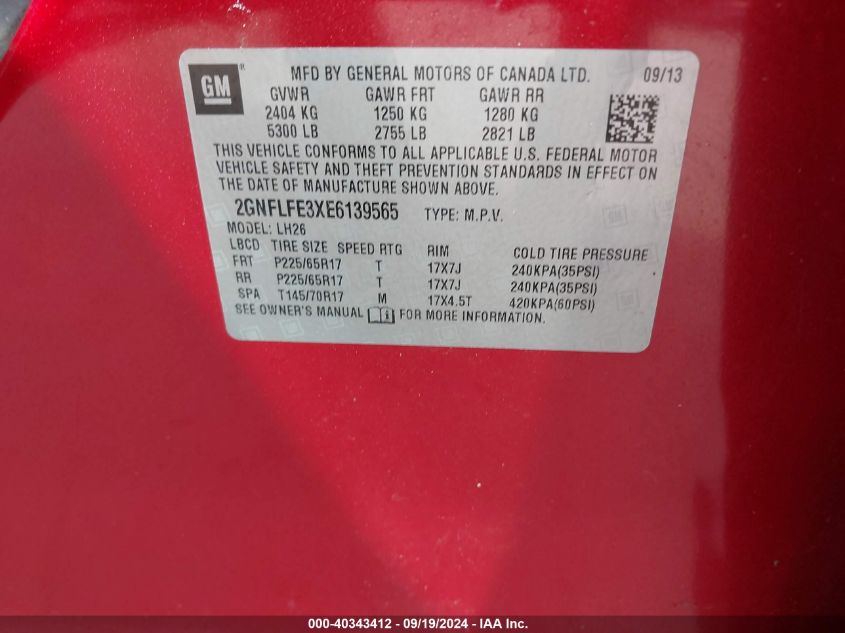 GM ® MFD BY GENERAL MOTORS OF CANADA LTD. 09/13
GVWR GAWR FRT GAWR RR
2404 KG 1250 KG 1280 KG
5300 LB 2755 LB 2821 LB
THIS VEHICLE CONFORMS TO ALL APPLICABLE U.S. FEDERAL MOTOR
VEHICLE SAFETY AND THEFT PREVENTION STANDARDS IN EFFECT ON
THE DATE OF MANUFACTURE SHOWN ABOVE.
2GNFLFE3XE6139565 TYPE: M.P.V.
MODEL: LH26
LBCD TIRE SIZE SPEED RTG RIM COLD TIRE PRESSURE
FRT P225/65R17 T 17X7J 240KPA(35PSI)
RR P225/65R17 T 17X7J 240KPA(35PSI)
SPA T145/70R17 M 17X4.5T 420KPA(60PSI)
SEE OWNER'S MANUAL FOR MORE INFORMATION.
000-40343412 - 09/19/2024 - IAA Inc.